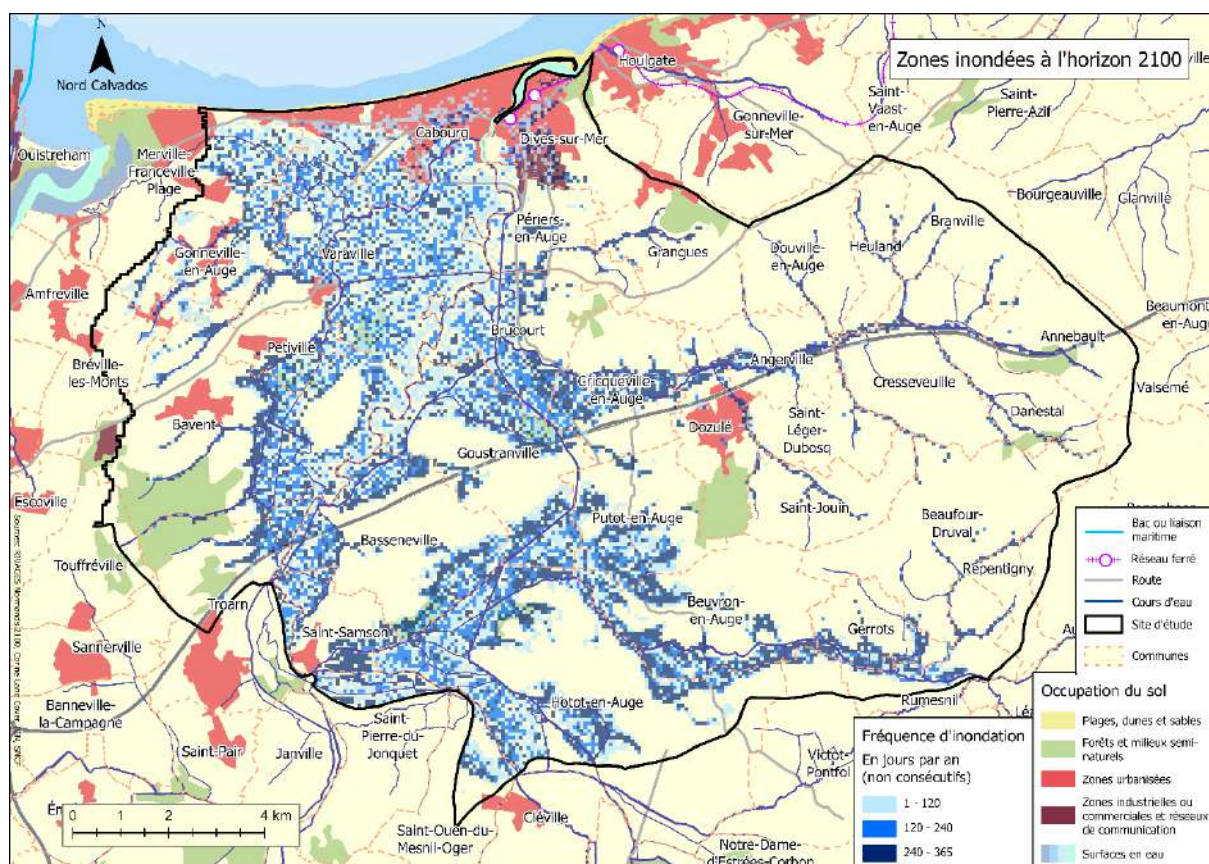 N
Nord Calvados
Zones inondées à l'horizon 2100
Houlgate
Saint-
Vaast-
en-Auge
Saint-
Pierre-Azif
Gonneville-
sur-Mer
Ouistreham
Merville-
Franceville-
Plage
Cabourg
Dives-sur-Mer
Bourgeauville
Glanville
Branville
Périers-
en-Auge
Grangues
Douville-
en-Auge
Heuland
Gonneville-
en-Auge
Varaville
Amfreville
Beaumont-
en-Auge
Brucourt
Annebault
Petiville
Angerville
Bréville-
les-Monts
Cricqueville-
en-Auge
Cresseveuille
Valsemé
Danestal
Bavent
Dozulé
Saint-
Léger-
Dubosq
Goustranville
Escoville
Saint-Jouin
Putot-en-Auge
Beaufour-
Druval
Basseneville
Touffréville
Repentigny
Troarn
Beuvron-
en-Auge
Saint-Samson
Gerrots
Sannerville
Rumesnil
Banneville-
la-Campagne
Hotot-en-Auge
Saint-
Pierre-du-
Jonquet
Saint-Pair
Janville
Victot-
Pontfol
Cléville
Saint-Ouen-du-
Mesnil-Oger
Notre-Dame-
d'Estrées-Corbon
0 2 4 km
Bac ou liaison
maritime
Réseau ferré
Route
Cours d'eau
Site d'étude
Communes
Occupation du sol
Plages, dunes et sables
Forêts et milieux semi-
naturels
Zones urbanisées
Zones industrielles ou
commerciales et réseaux
de communication
Surfaces en eau
Fréquence d'inondation
En jours par an
(non consécutifs)
1 - 120
120 - 240
240 - 365